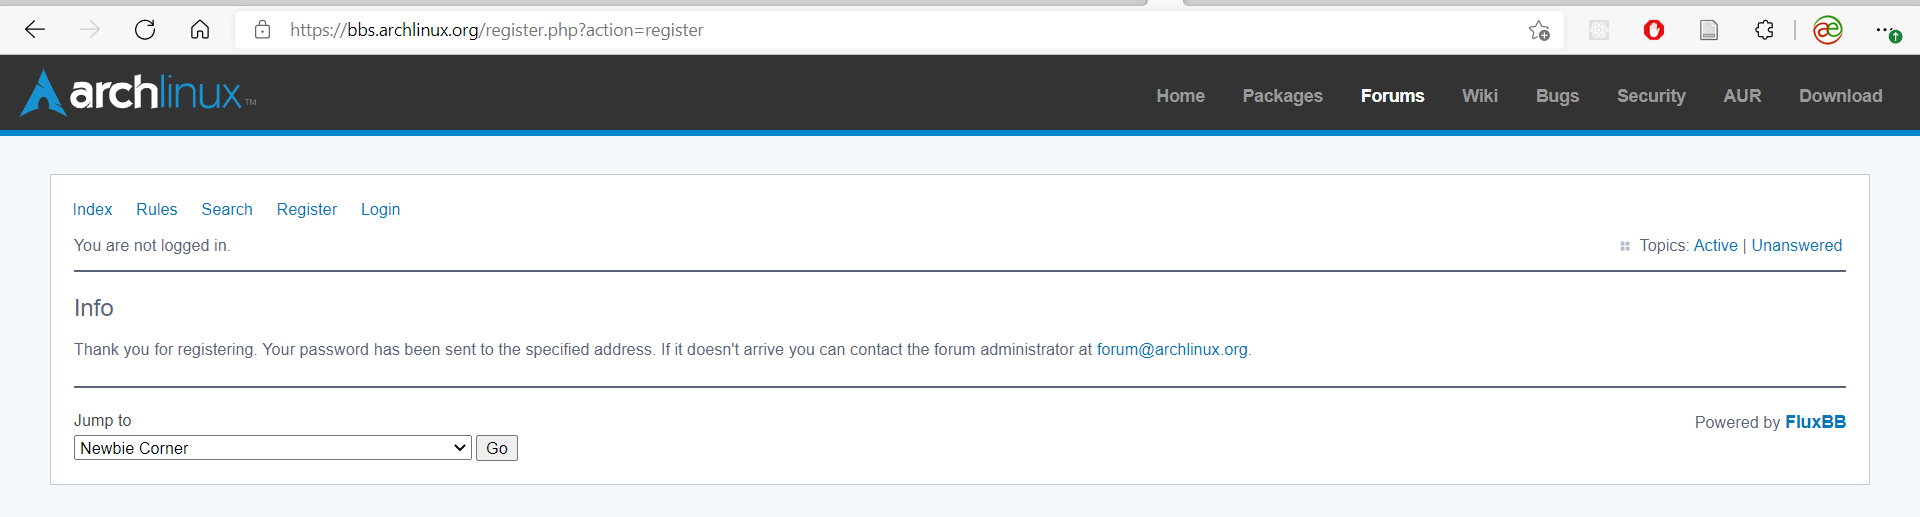 https://bbs.archlinux.org/register.php?action=register
æ
archlinux™
Home Packages Forums Wiki Bugs Security AUR Download
Index Rules Search Register Login
You are not logged in.
Topics: Active | Unanswered
Info
Thank you for registering. Your password has been sent to the specified address. If it doesn't arrive you can contact the forum administrator at forum@archlinux.org.
Jump to
Newbie Corner Go
Powered by FluxBB